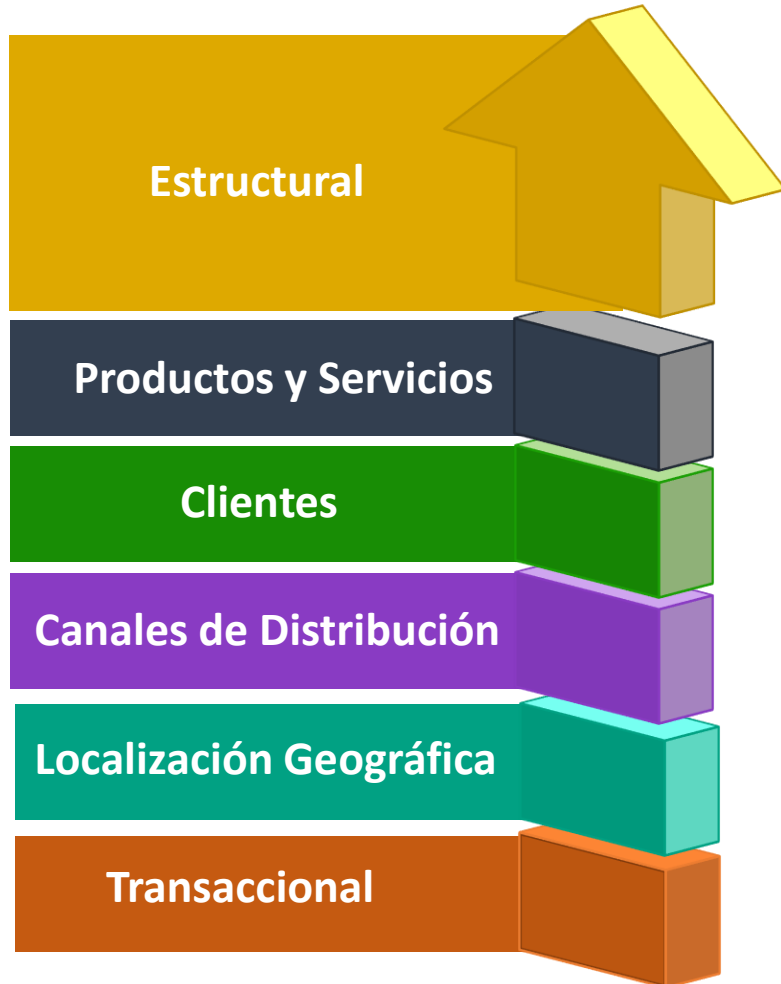 Estructural
Productos y Servicios
Clientes
Canales de Distribución
Localización Geográfica
Transaccional